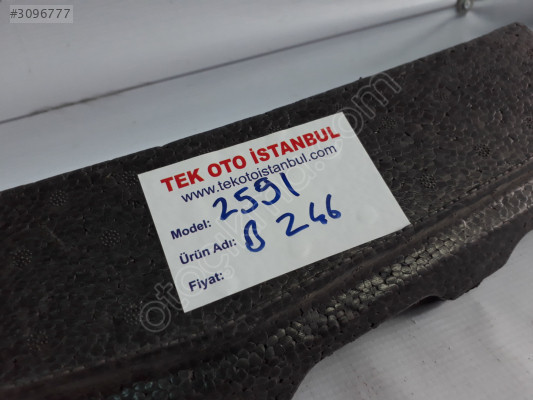 #3096777
TEK OTO İSTANBUL
www.tekotoistanbul.com
Model: 2591
Ürün Adı: B 246
Fiyat: